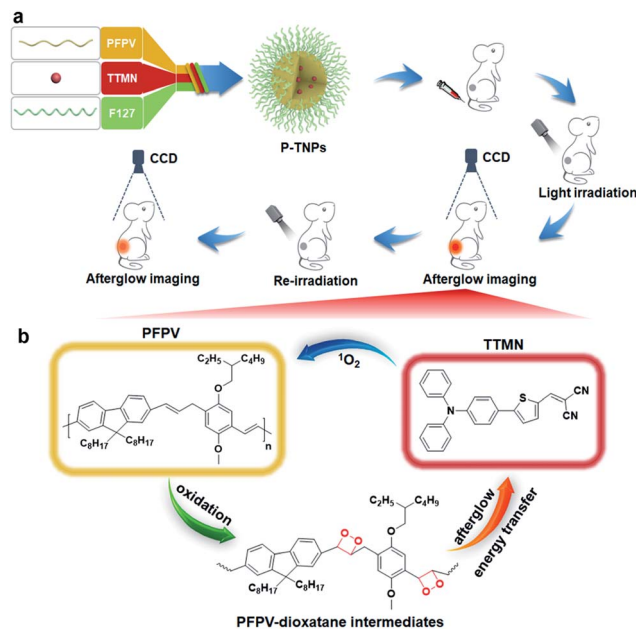 a
PFPV
TTMN
F127
P-TNPs
CCD
CCD
Light irradiation
Afterglow imaging
Re-irradiation
Afterglow imaging
b
PFPV
TTMN
¹O₂
C₂H₅
C₄H₉
O
O
C₈H₁₇
C₈H₁₇
n
N
S
CN
CN
oxidation
afterglow
energy transfer
C₂H₅
C₄H₉
O
O
O
O
O
O
C₈H₁₇
C₈H₁₇
PFPV-dioxatane intermediates